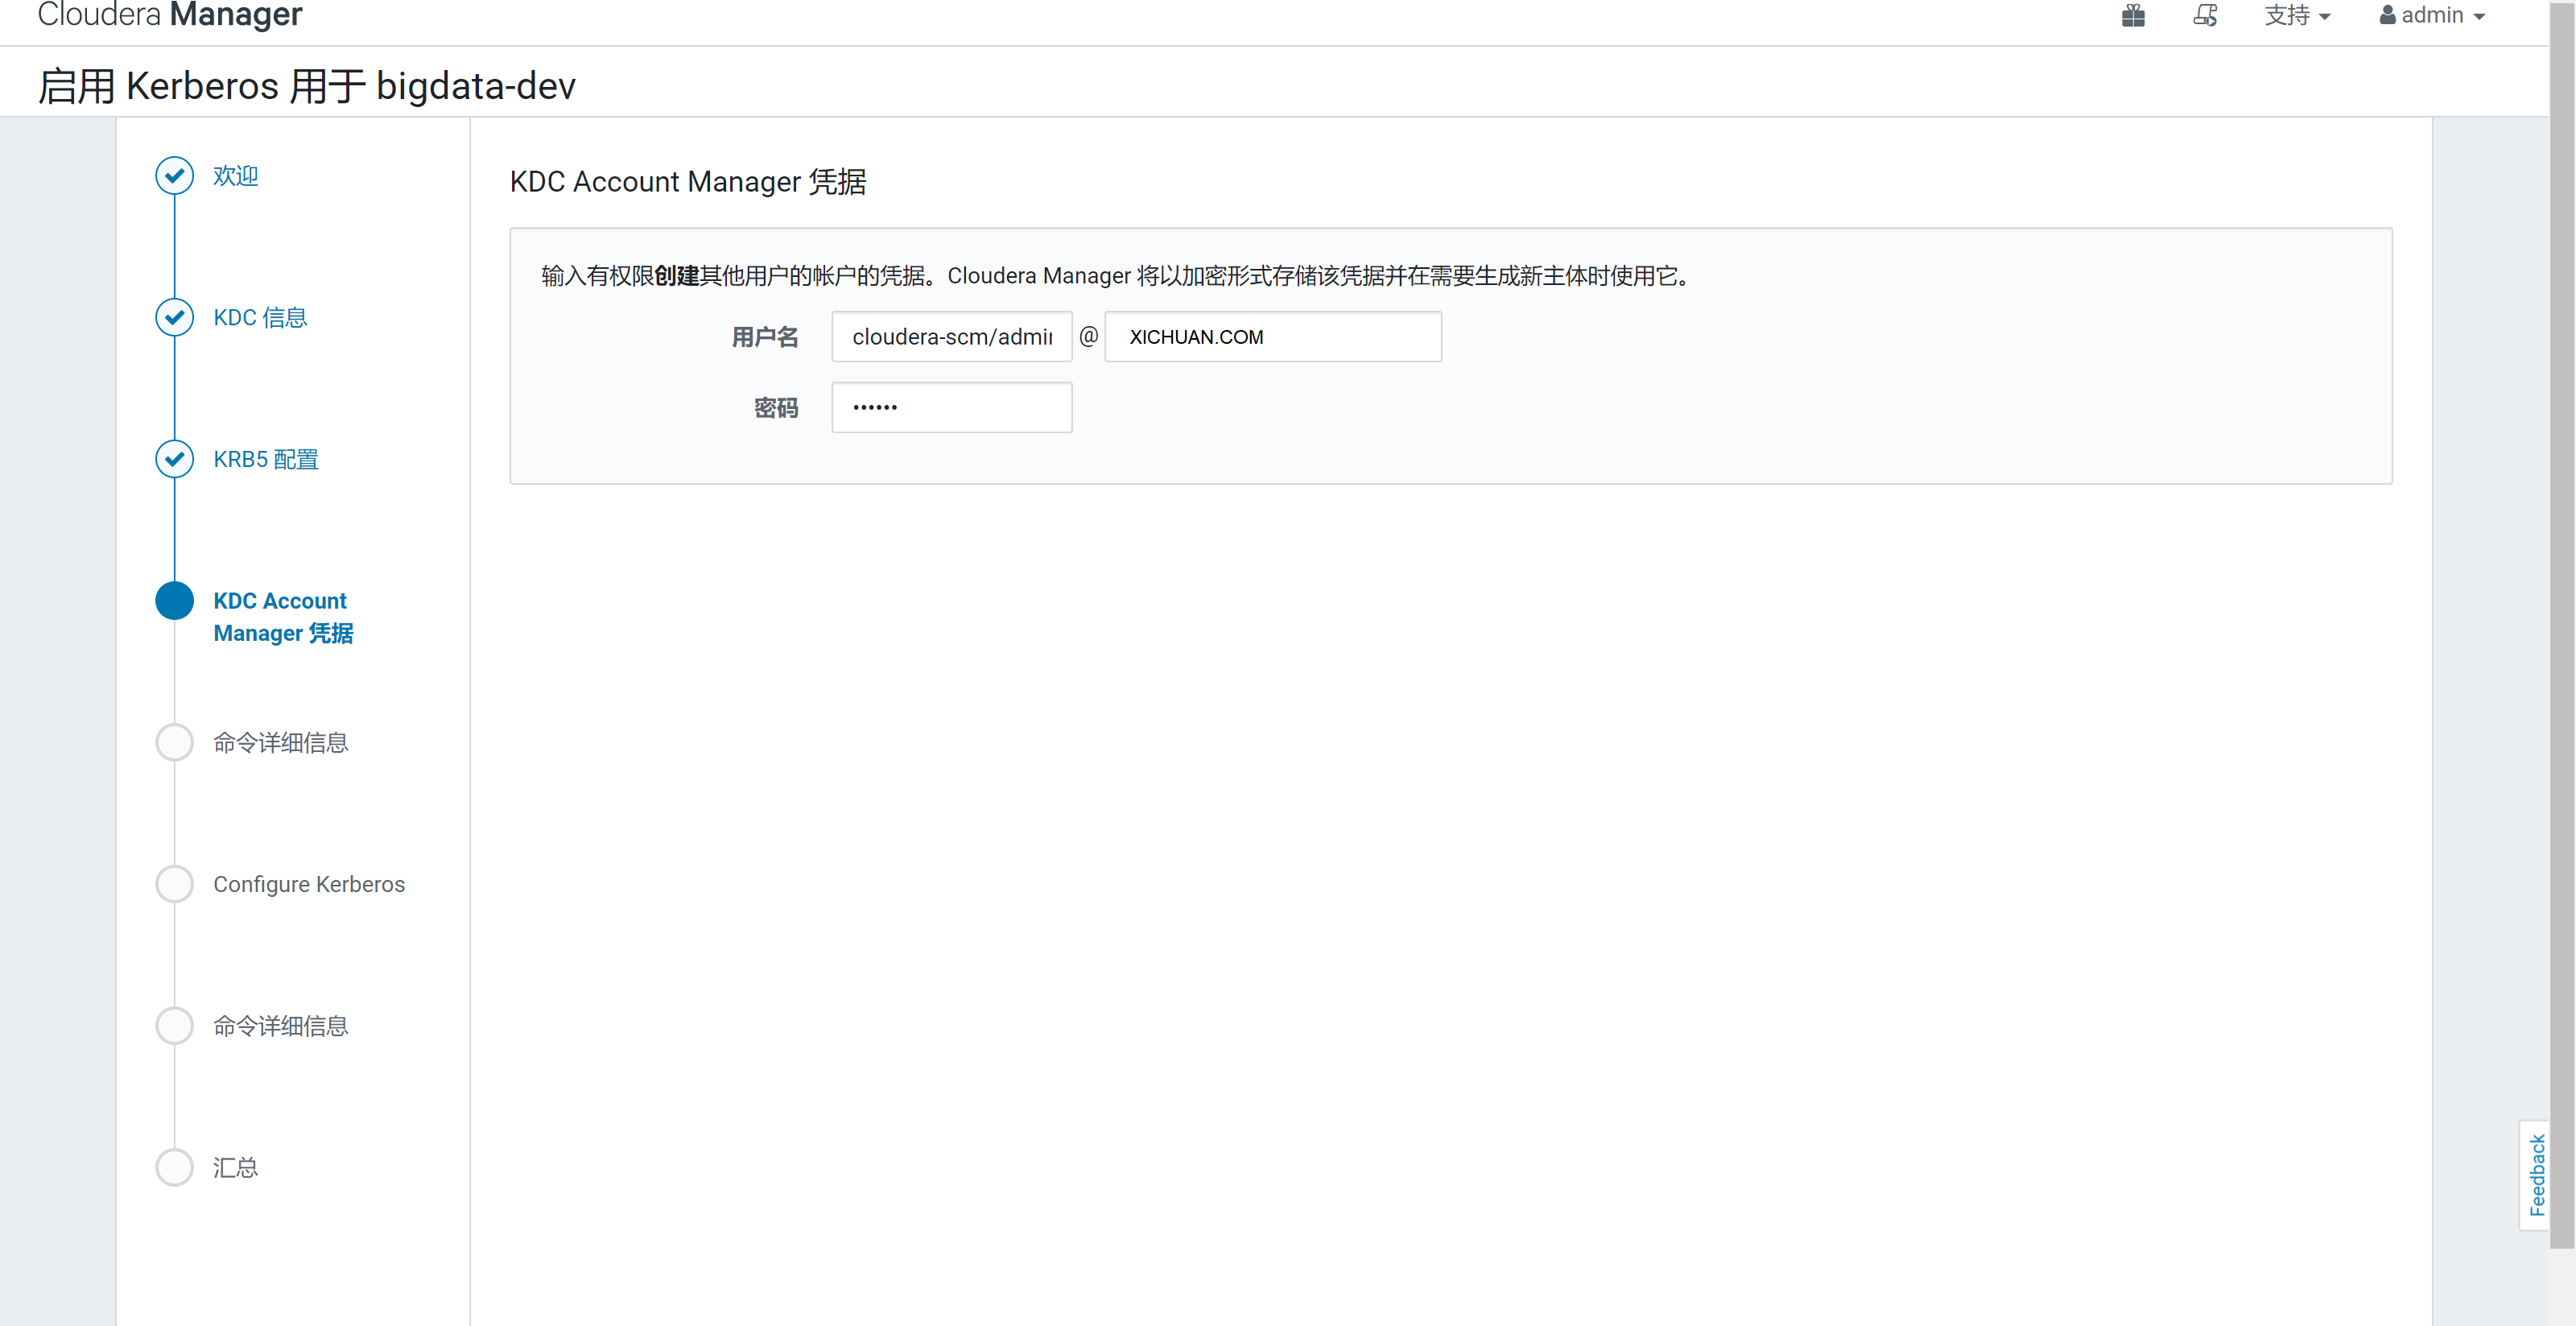 Cloudera Manager
支持
admin
启用 Kerberos 用于 bigdata-dev
欢迎
KDC 信息
KRB5 配置
KDC Account
Manager 凭据
命令详细信息
Configure Kerberos
命令详细信息
汇总
KDC Account Manager 凭据
输入有权限创建其他用户的帐户的凭据。Cloudera Manager 将以加密形式存储该凭据并在需要生成新主体时使用它。
用户名 cloudera-scm/admin @ XICHUAN.COM
密码 ••••••
Feedback